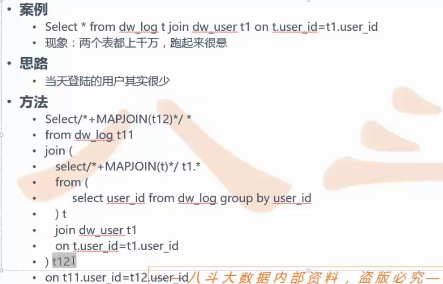 • 案例
• Select * from dw_log t join dw_user t1 on t.user_id=t1.user_id
• 现象：两个表都上千万，跑起来很悬
• 思路
• 当天登陆的用户其实很少
• 方法
• Select/*+MAPJOIN(t12)*/ *
• from dw_log t11
• join (
• select/*+MAPJOIN(t)*/ t1.*
• from (
• select user_id from dw_log group by user_id
• ) t
• join dw_user t1
• on t.user_id=t1.user_id
• ) t12
• on t11.user_id=t12.user_id
八斗大数据内部资料，盗版必究